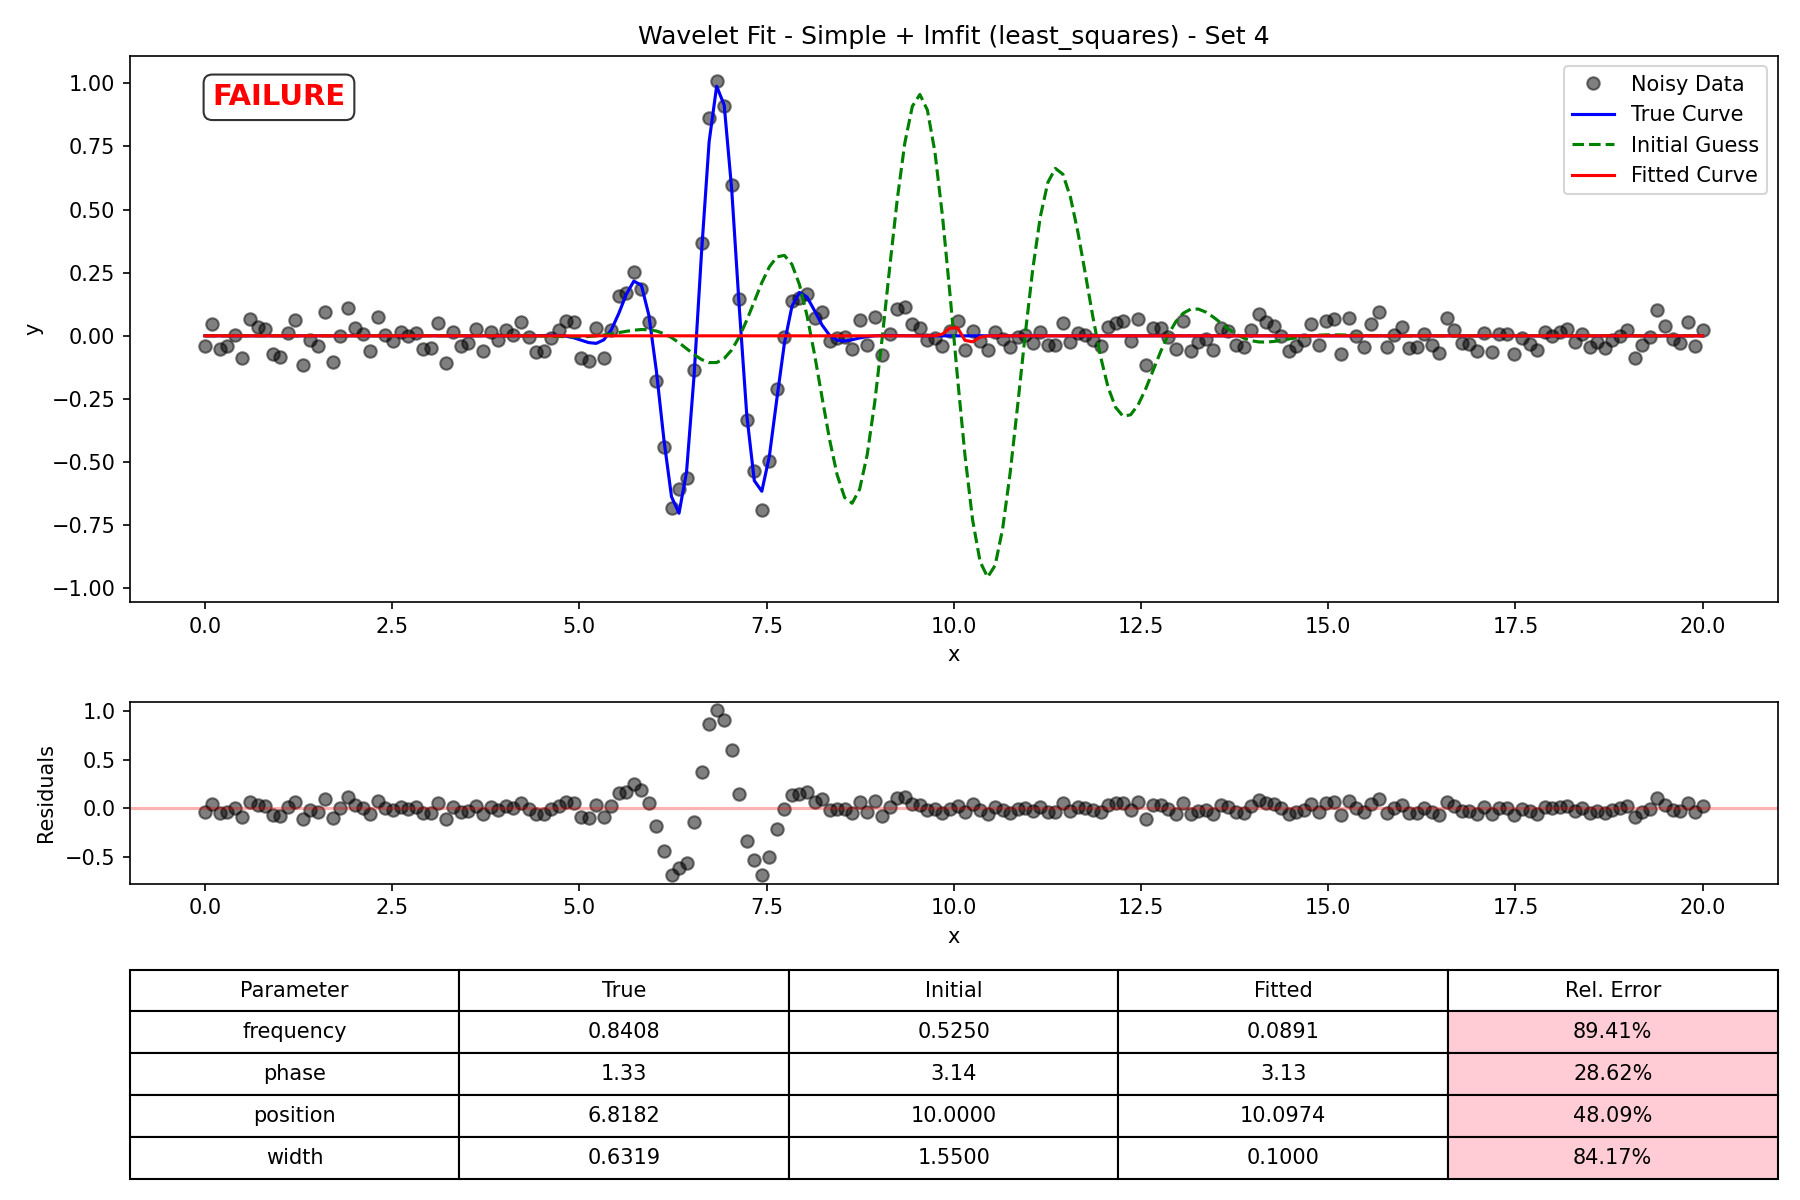 Wavelet Fit - Simple + lmfit (least_squares) - Set 4
FAILURE
Noisy Data
True Curve
Initial Guess
Fitted Curve
1.00
0.75
0.50
0.25
0.00
−0.25
−0.50
−0.75
−1.00
y
0.0 2.5 5.0 7.5 10.0 12.5 15.0 17.5 20.0
x
1.0
0.5
0.0
−0.5
Residuals
0.0 2.5 5.0 7.5 10.0 12.5 15.0 17.5 20.0
x
Parameter True Initial Fitted Rel. Error
frequency 0.8408 0.5250 0.0891 89.41%
phase 1.33 3.14 3.13 28.62%
position 6.8182 10.0000 10.0974 48.09%
width 0.6319 1.5500 0.1000 84.17%